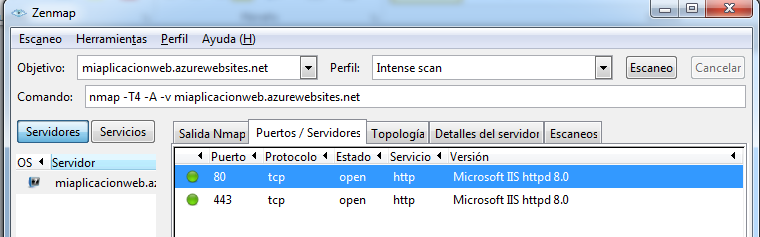 Zenmap
Escaneo Herramientas Perfil Ayuda (H)
Objetivo: miaplicacionweb.azurewebsites.net Perfil: Intense scan Escaneo Cancelar
Comando: nmap -T4 -A -v miaplicacionweb.azurewebsites.net
Servidores Servicios Salida Nmap Puertos / Servidores Topología Detalles del servidor Escaneos
OS Servidor Puerto Protocolo Estado Servicio Versión
miaplicacionweb.az 80 tcp open http Microsoft IIS httpd 8.0
443 tcp open http Microsoft IIS httpd 8.0